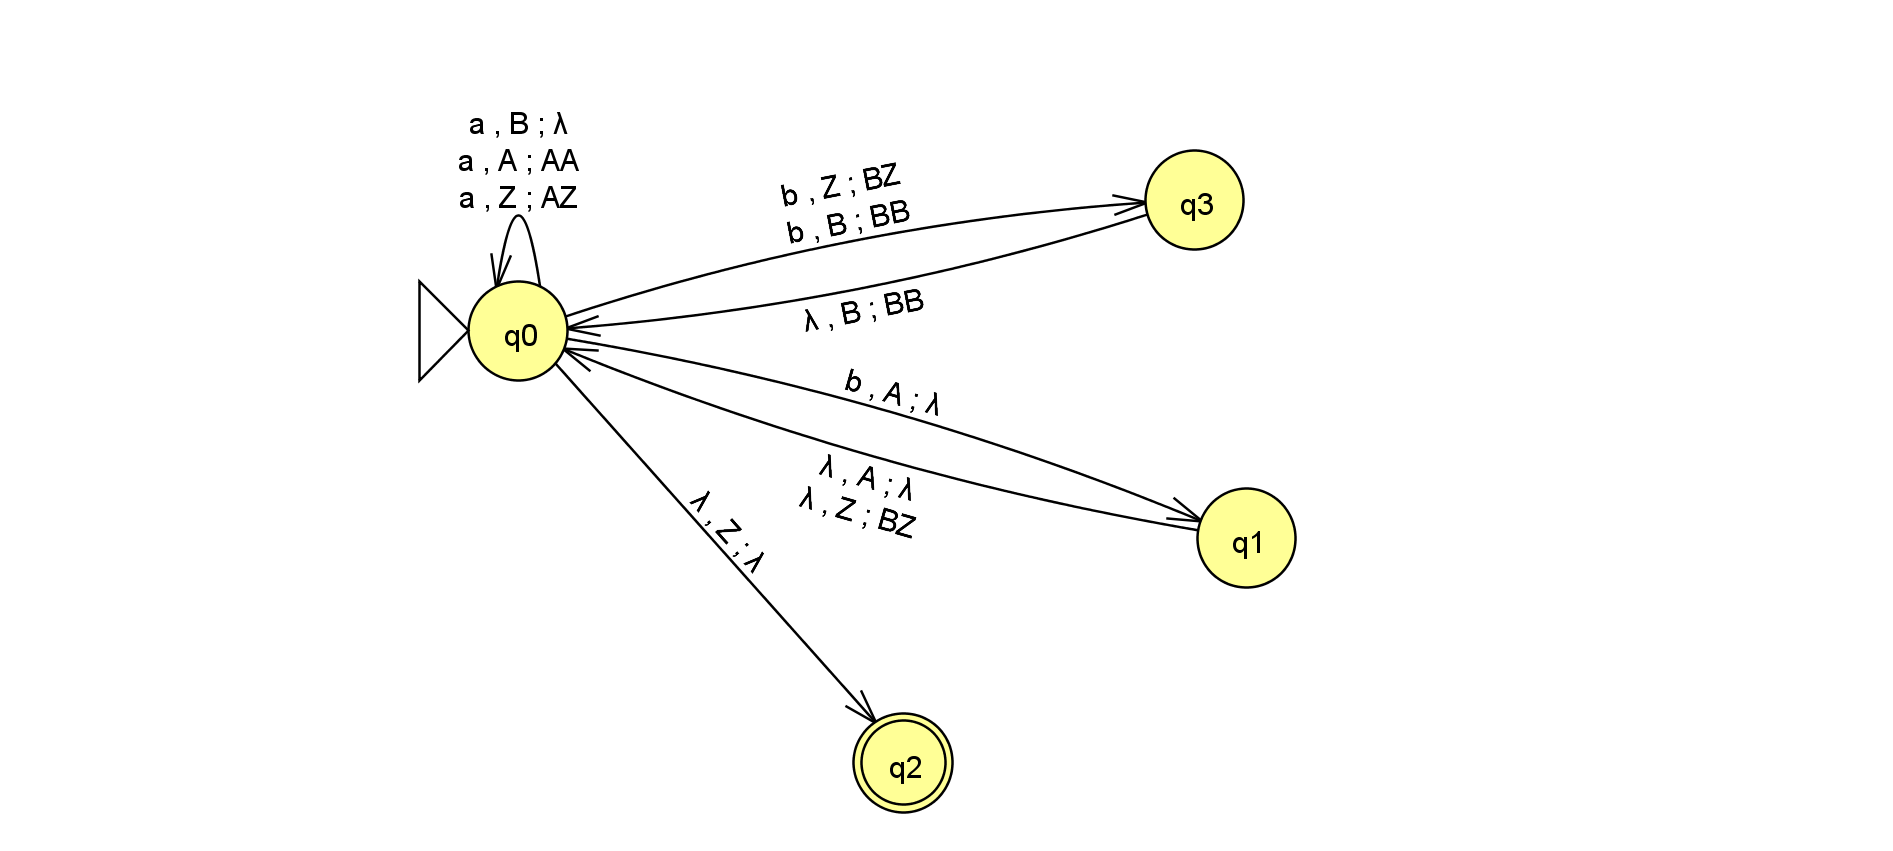 a , B ; λ
a , A ; AA
a , Z ; AZ
b , Z ; BZ
b , B ; BB
q3
λ , B ; BB
q0
b , A ; λ
λ , A ; λ
λ , Z ; BZ
λ , Z ; λ
q1
q2